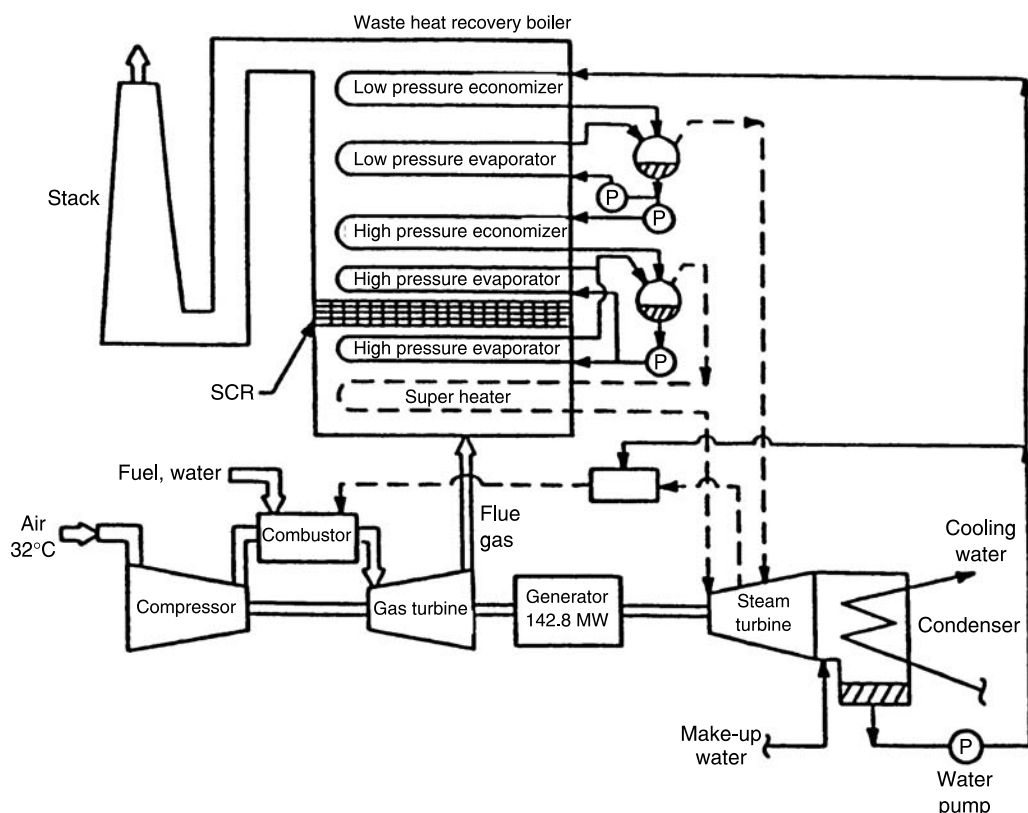 Waste heat recovery boiler
Low pressure economizer
Low pressure evaporator
P
P
Stack
High pressure economizer
High pressure evaporator
High pressure evaporator
P
SCR
Super heater
Fuel, water
Air
32°C
Combustor
Flue
gas
Cooling
water
Compressor
Gas turbine
Generator
142.8 MW
Steam
turbine
Condenser
Make-up
water
P
Water
pump